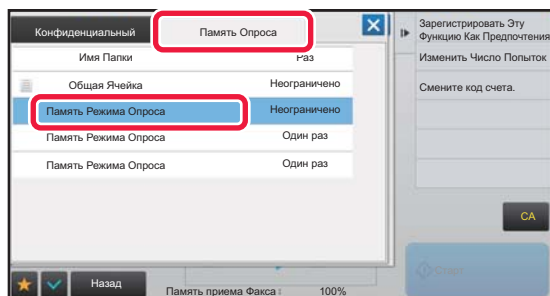 Конфиденциальный
Память Опроса
Имя Папки
Раз
Общая Ячейка
Неограничено
Память Режима Опроса
Неограничено
Память Режима Опроса
Один раз
Память Режима Опроса
Один раз
Назад
Память приема Факса :
100%
Зарегистрировать Эту
Функцию Как Предпочтения
Изменить Число Попыток
Смените код счета.
CA
Старт